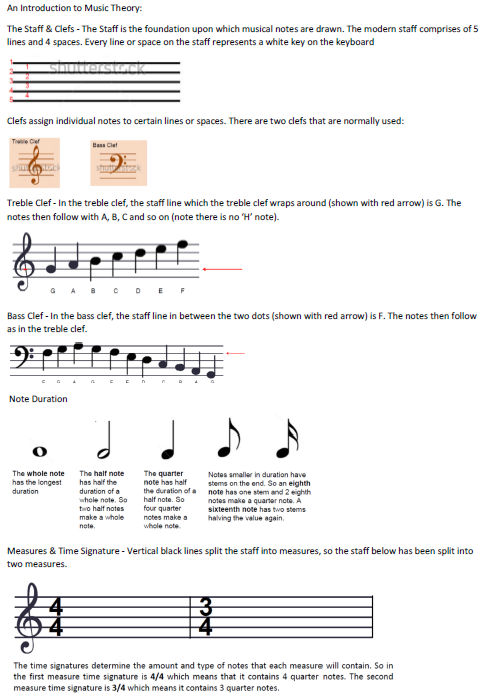 An Introduction to Music Theory:
The Staff & Clefs - The Staff is the foundation upon which musical notes are drawn. The modern staff comprises of 5
lines and 4 spaces. Every line or space on the staff represents a white key on the keyboard
shutterstock
1
2
3
4
5
1
2
3
4
Clefs assign individual notes to certain lines or spaces. There are two clefs that are normally used:
Treble Clef
Bass Clef
Treble Clef - In the treble clef, the staff line which the treble clef wraps around (shown with red arrow) is G. The
notes then follow with A, B, C and so on (note there is no 'H' note).
G A B C D E F
Bass Clef - In the bass clef, the staff line in between the two dots (shown with red arrow) is F. The notes then follow
as in the treble clef.
Note Duration
The whole note
has the longest
duration
The half note
has half the
duration of a
whole note. So
two half notes
make a whole
note.
The quarter
note has half
the duration of a
half note. So
four quarter
notes make a
whole note.
Notes smaller in duration have
stems on the end. So an eighth
note has one stem and 2 eighth
notes make a quarter note. A
sixteenth note has two stems
halving the value again.
Measures & Time Signature - Vertical black lines split the staff into measures, so the staff below has been split into
two measures.
4
4
3
4
The time signatures determine the amount and type of notes that each measure will contain. So in
the first measure time signature is 4/4 which means that it contains 4 quarter notes. The second
measure time signature is 3/4 which means it contains 3 quarter notes.